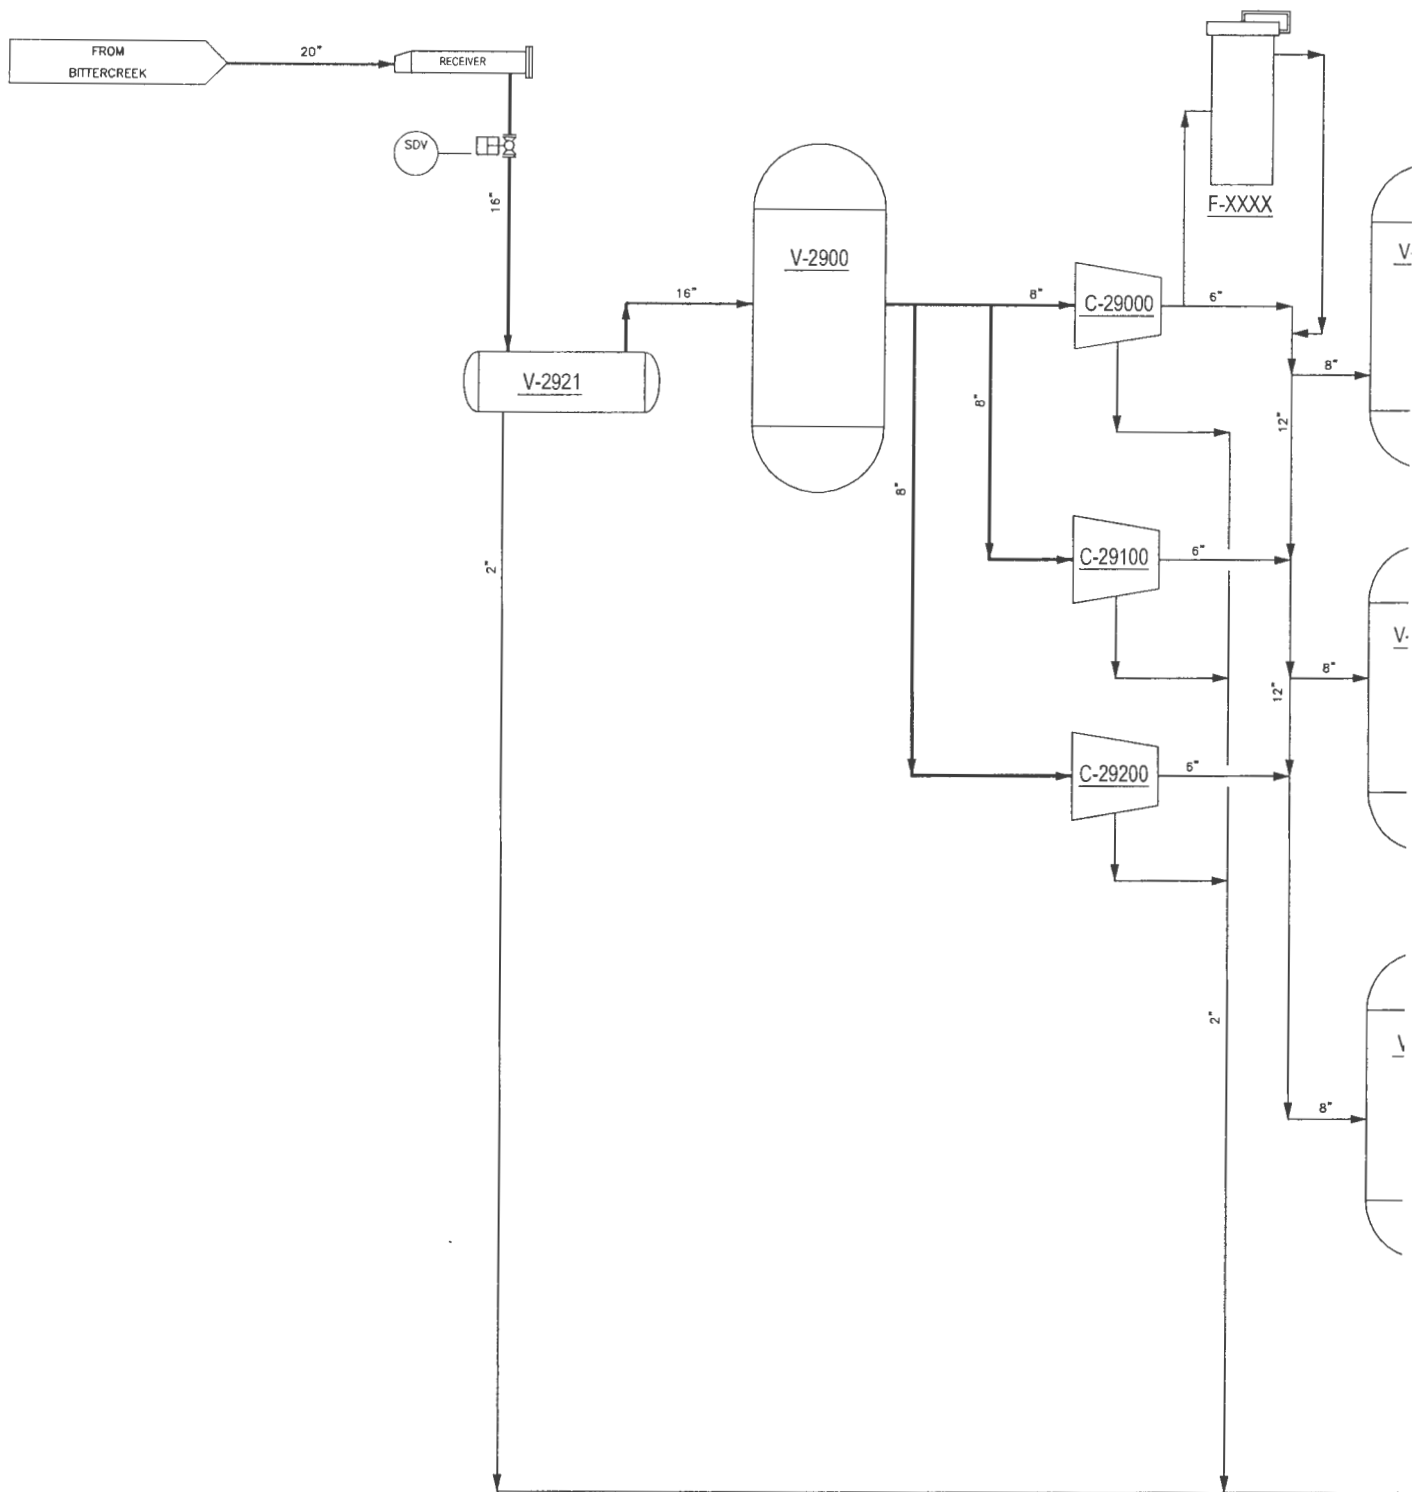 FROM
BITTERCREEK
20"
RECEIVER
SDV
16"
F-XXXX
V-2900
16"
8"
C-29000
6"
V-2921
8"
8"
12"
8"
2"
C-29100
6"
8"
12"
C-29200
6"
2"
8"